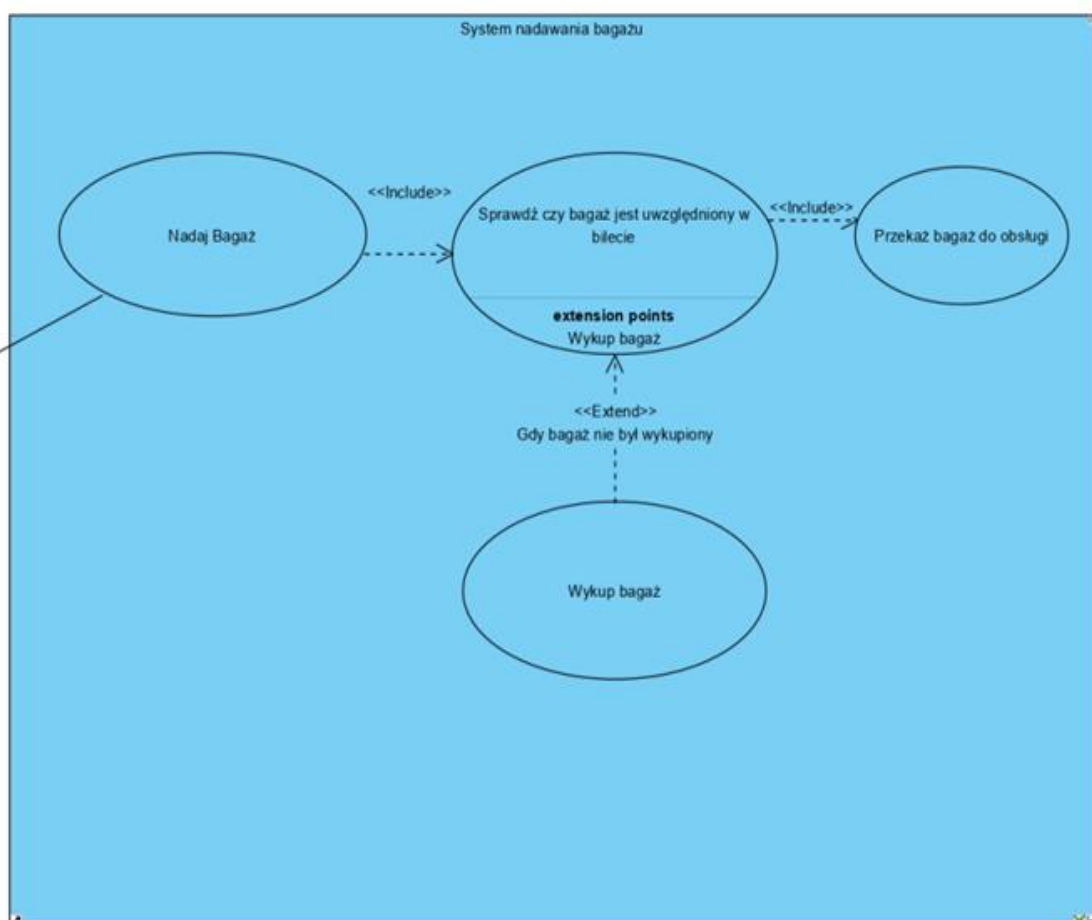 System nadawania bagażu
Nadaj Bagaż
<<Include>>
Sprawdź czy bagaż jest uwzględniony w
bilecie
extension points
Wykup bagaż
<<Include>>
Przekaż bagaż do obsługi
<<Extend>>
Gdy bagaż nie był wykupiony
Wykup bagaż